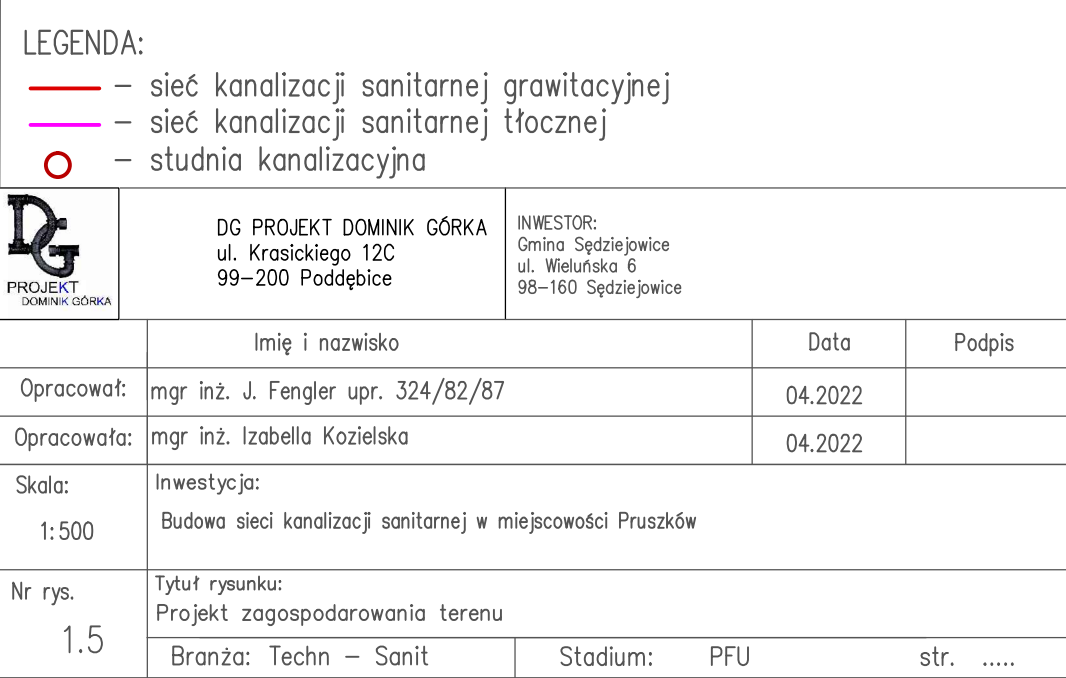 LEGENDA:
– sieć kanalizacji sanitarnej grawitacyjnej
– sieć kanalizacji sanitarnej tłocznej
– studnia kanalizacyjna
DG
PROJEKT
DOMINIK GÓRKA
DG PROJEKT DOMINIK GÓRKA
ul. Krasickiego 12C
99–200 Poddębice
INWESTOR:
Gmina Sędziejowice
ul. Wieluńska 6
98–160 Sędziejowice
Imię i nazwisko Data Podpis
Opracował: mgr inż. J. Fengler upr. 324/82/87 04.2022
Opracowała: mgr inż. Izabella Kozielska 04.2022
Skala:
1:500
Inwestycja:
Budowa sieci kanalizacji sanitarnej w miejscowości Pruszków
Nr rys.
1.5
Tytuł rysunku:
Projekt zagospodarowania terenu
Branża: Techn – Sanit Stadium: PFU str. .....